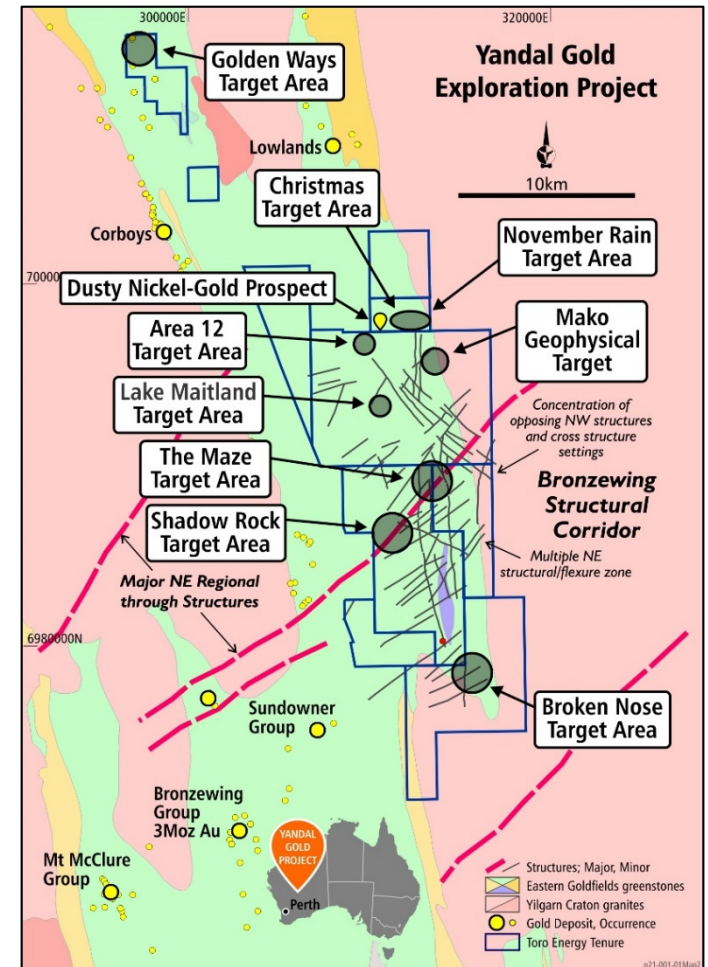 300000E
320000E
Yandal Gold
Exploration Project
Golden Ways
Target Area
10km
Lowlands
Christmas
Target Area
Corboys
November Rain
Target Area
Dusty Nickel-Gold Prospect
Area 12
Target Area
Mako
Geophysical
Target
Lake Maitland
Target Area
Concentration of
opposing NW structures
and cross structure
settings
The Maze
Target Area
Bronzewing
Structural
Corridor
Shadow Rock
Target Area
Multiple NE
structural/flexure zone
Major NE Regional
through Structures
6980000N
Sundowner
Group
Broken Nose
Target Area
Bronzewing
Group
3Moz Au
YANDAL
GOLD
PROJECT
Mt McClure
Group
Perth
Structures; Major, Minor
Eastern Goldfields greenstones
Yilgarn Craton granites
Gold Deposit, Occurrence
Toro Energy Tenure